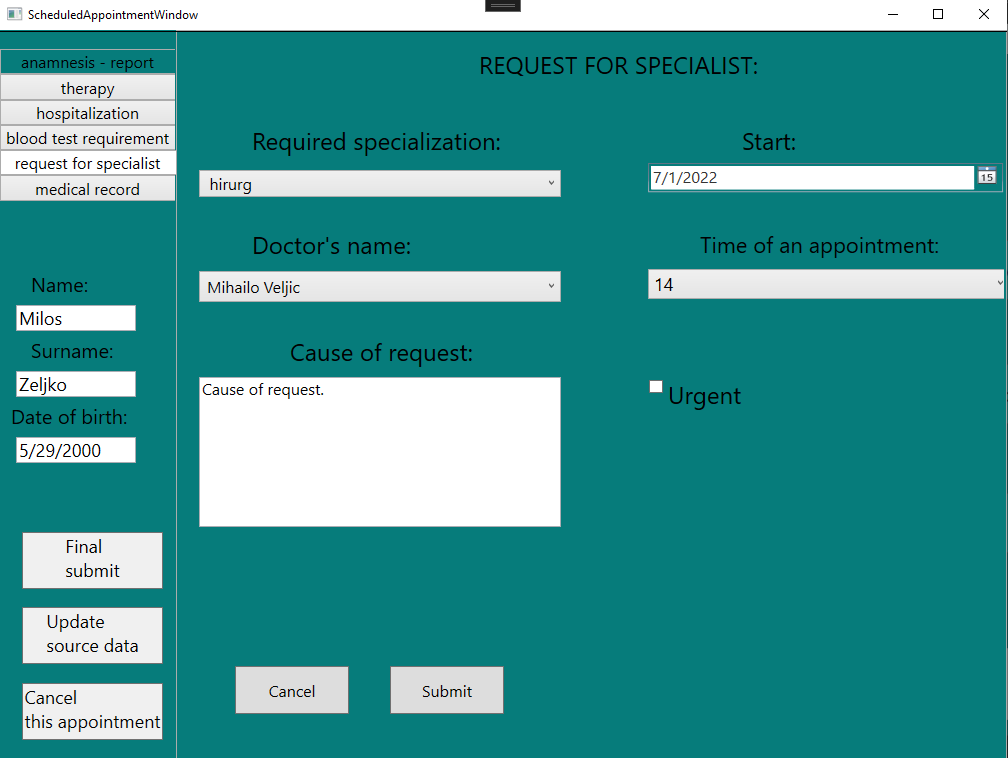 ScheduledAppointmentWindow
anamnesis - report
therapy
hospitalization
blood test requirement
request for specialist
medical record
Name:
Milos
Surname:
Zeljko
Date of birth:
5/29/2000
Final
submit
Update
source data
Cancel
this appointment
REQUEST FOR SPECIALIST:
Required specialization:
hirurg
Start:
7/1/2022
15
Doctor's name:
Mihailo Veljic
Time of an appointment:
14
Cause of request:
Cause of request.
Urgent
Cancel
Submit